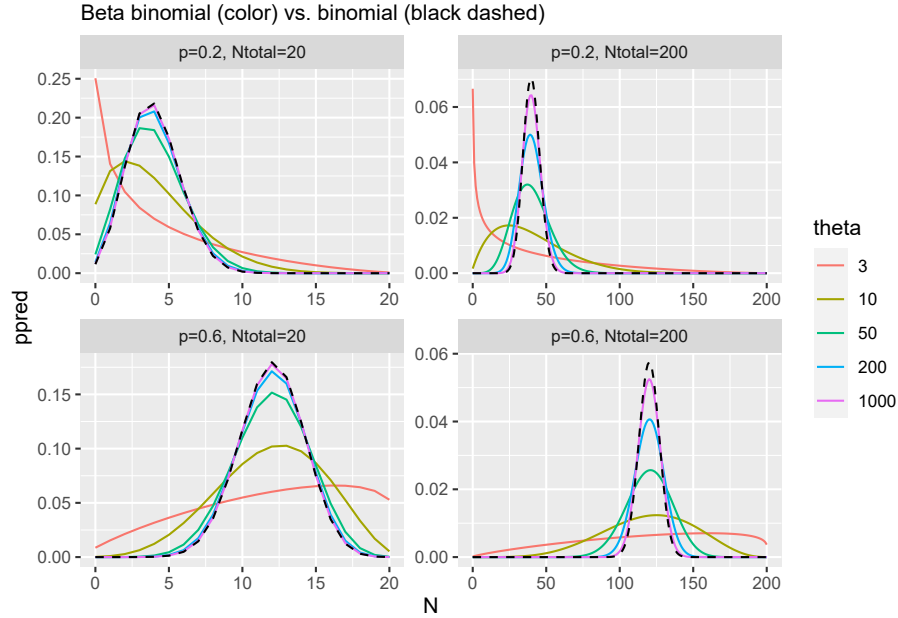 Beta binomial (color) vs. binomial (black dashed)
p=0.2, Ntotal=20
p=0.2, Ntotal=200
0.25
0.20
0.15
0.10
0.05
0.00
0 5 10 15 20
0.06
0.04
0.02
0.00
0 50 100 150 200
p=0.6, Ntotal=20
p=0.6, Ntotal=200
0.15
0.10
0.05
0.00
0 5 10 15 20
0.06
0.04
0.02
0.00
0 50 100 150 200
ppred
N
theta
3
10
50
200
1000